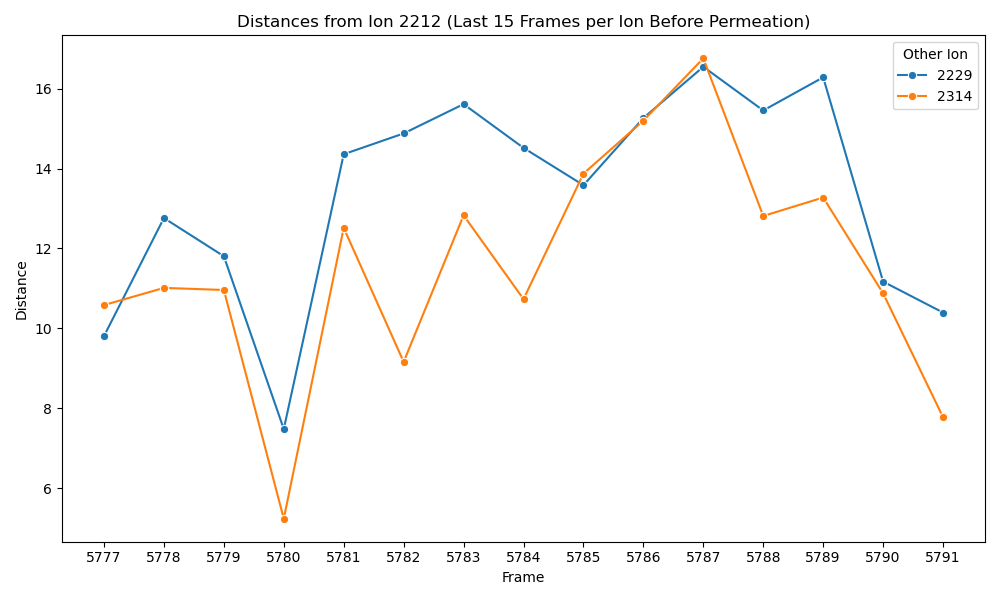 Distances from Ion 2212 (Last 15 Frames per Ion Before Permeation)
Other Ion
2229
2314
Distance
16
14
12
10
8
6
5777 5778 5779 5780 5781 5782 5783 5784 5785 5786 5787 5788 5789 5790 5791
Frame